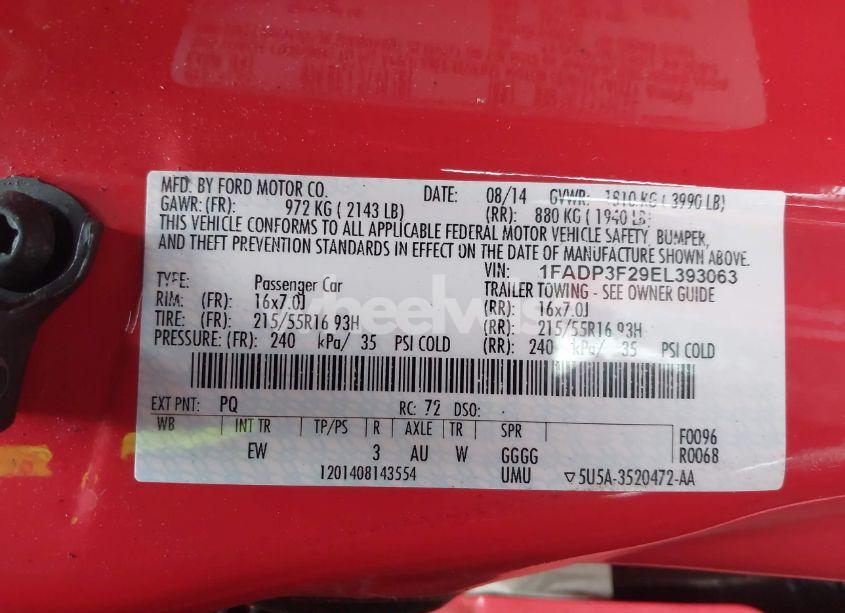 MFD. BY FORD MOTOR CO. DATE: 08/14 GVWR: 1810 KG ( 3990 LB)
GAWR:(FR): 972 KG ( 2143 LB) (RR): 880 KG ( 1940 LB)
THIS VEHICLE CONFORMS TO ALL APPLICABLE FEDERAL MOTOR VEHICLE SAFETY, BUMPER,
AND THEFT PREVENTION STANDARDS IN EFFECT ON THE DATE OF MANUFACTURE SHOWN ABOVE.
VIN: 1FADP3F29EL393063
TYPE: Passenger Car TRAILER TOWING - SEE OWNER GUIDE
RIM: (FR): 16x7.0J (RR): 16x7.0J
TIRE: (FR): 215/55R16 93H (RR): 215/55R16 93H
PRESSURE: (FR): 240 kPa/ 35 PSI COLD (RR): 240 kPa/ 35 PSI COLD
EXT PNT: PQ RC: 72 DSO:
WB INT TR TP/PS R AXLE TR SPR F0096
EW 3 AU W GGGG R0068
1201408143554 UMU ▽5U5A-3520472-AA